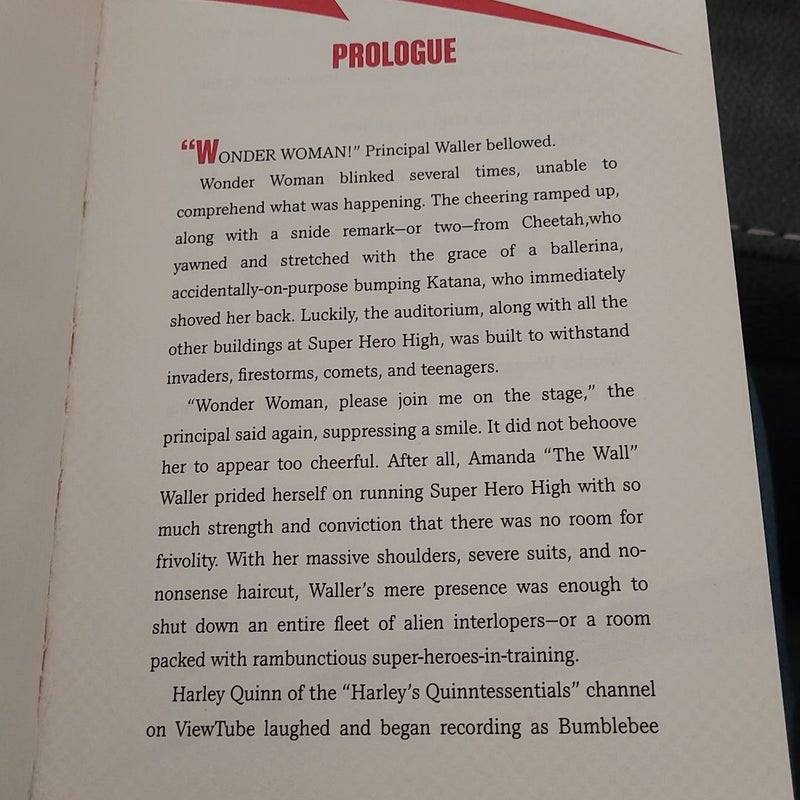 PROLOGUE
“WONDER WOMAN!” Principal Waller bellowed.
Wonder Woman blinked several times, unable to
comprehend what was happening. The cheering ramped up,
along with a snide remark—or two—from Cheetah,who
yawned and stretched with the grace of a ballerina,
accidentally-on-purpose bumping Katana, who immediately
shoved her back. Luckily, the auditorium, along with all the
other buildings at Super Hero High, was built to withstand
invaders, firestorms, comets, and teenagers.
“Wonder Woman, please join me on the stage,” the
principal said again, suppressing a smile. It did not behoove
her to appear too cheerful. After all, Amanda “The Wall”
Waller prided herself on running Super Hero High with so
much strength and conviction that there was no room for
frivolity. With her massive shoulders, severe suits, and no-
nonsense haircut, Waller’s mere presence was enough to
shut down an entire fleet of alien interlopers—or a room
packed with rambunctious super-heroes-in-training.
Harley Quinn of the “Harley’s Quinntessentials” channel
on ViewTube laughed and began recording as Bumblebee